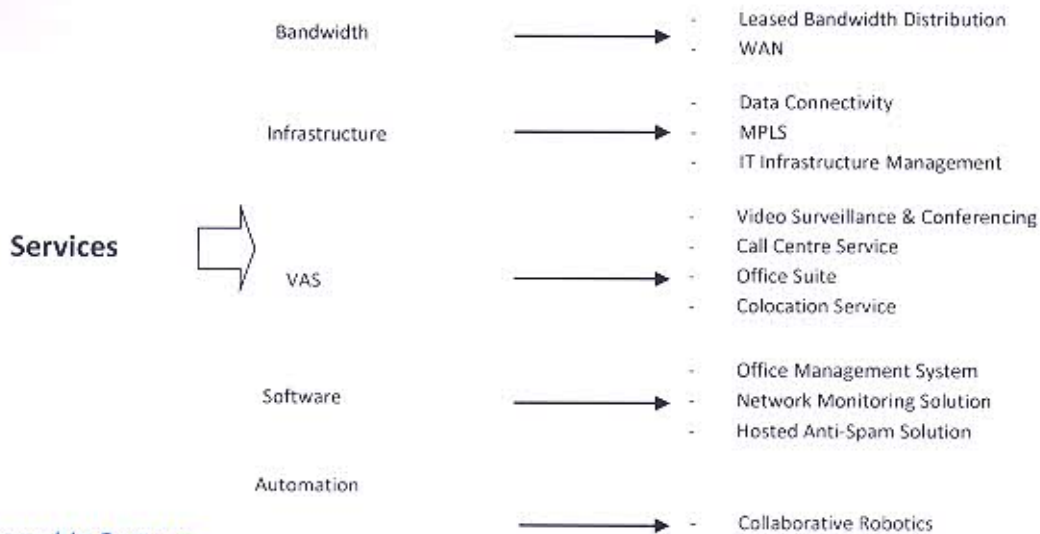 Bandwidth
- Leased Bandwidth Distribution
- WAN
Infrastructure
- Data Connectivity
- MPLS
- IT Infrastructure Management
Services
VAS
- Video Surveillance & Conferencing
- Call Centre Service
- Office Suite
- Colocation Service
Software
- Office Management System
- Network Monitoring Solution
- Hosted Anti-Spam Solution
Automation
- Collaborative Robotics